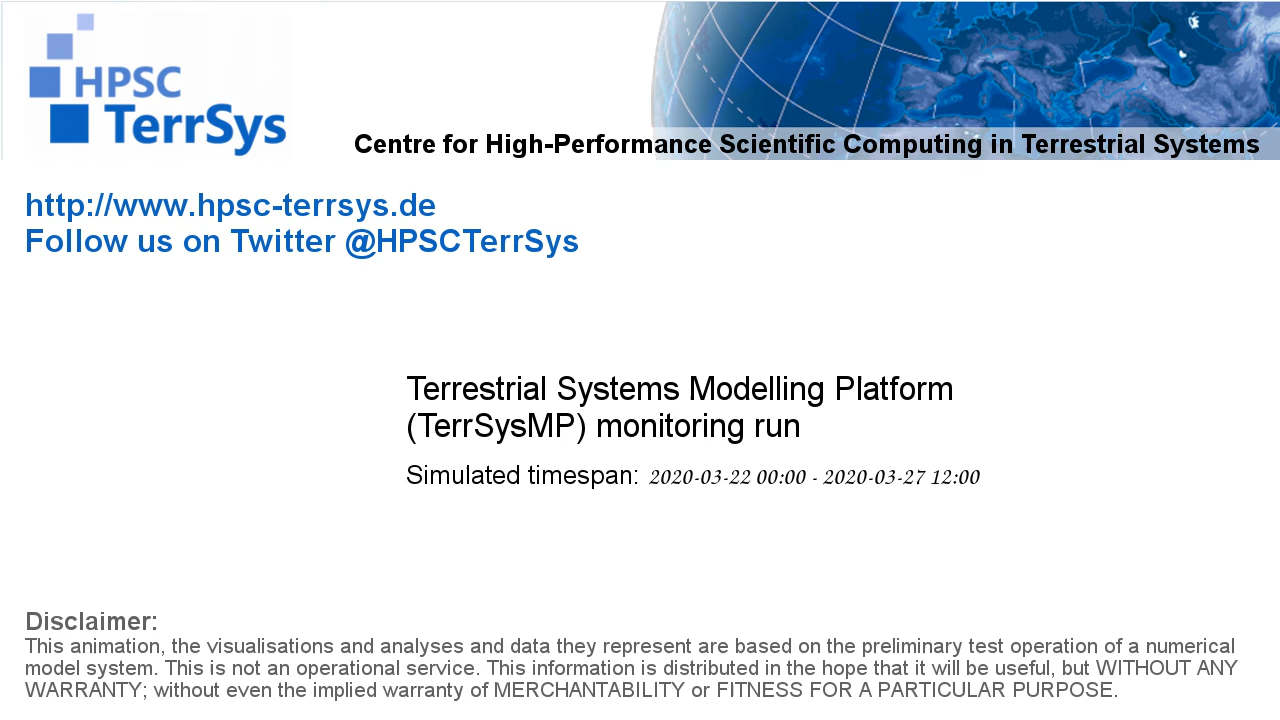 HPSC
TerrSys
Centre for High-Performance Scientific Computing in Terrestrial Systems
http://www.hpsc-terrsys.de
Follow us on Twitter @HPSCTerrSys
Terrestrial Systems Modelling Platform
(TerrSysMP) monitoring run
Simulated timespan: 2020-03-22 00:00 - 2020-03-27 12:00
Disclaimer:
This animation, the visualisations and analyses and data they represent are based on the preliminary test operation of a numerical
model system. This is not an operational service. This information is distributed in the hope that it will be useful, but WITHOUT ANY
WARRANTY; without even the implied warranty of MERCHANTABILITY or FITNESS FOR A PARTICULAR PURPOSE.